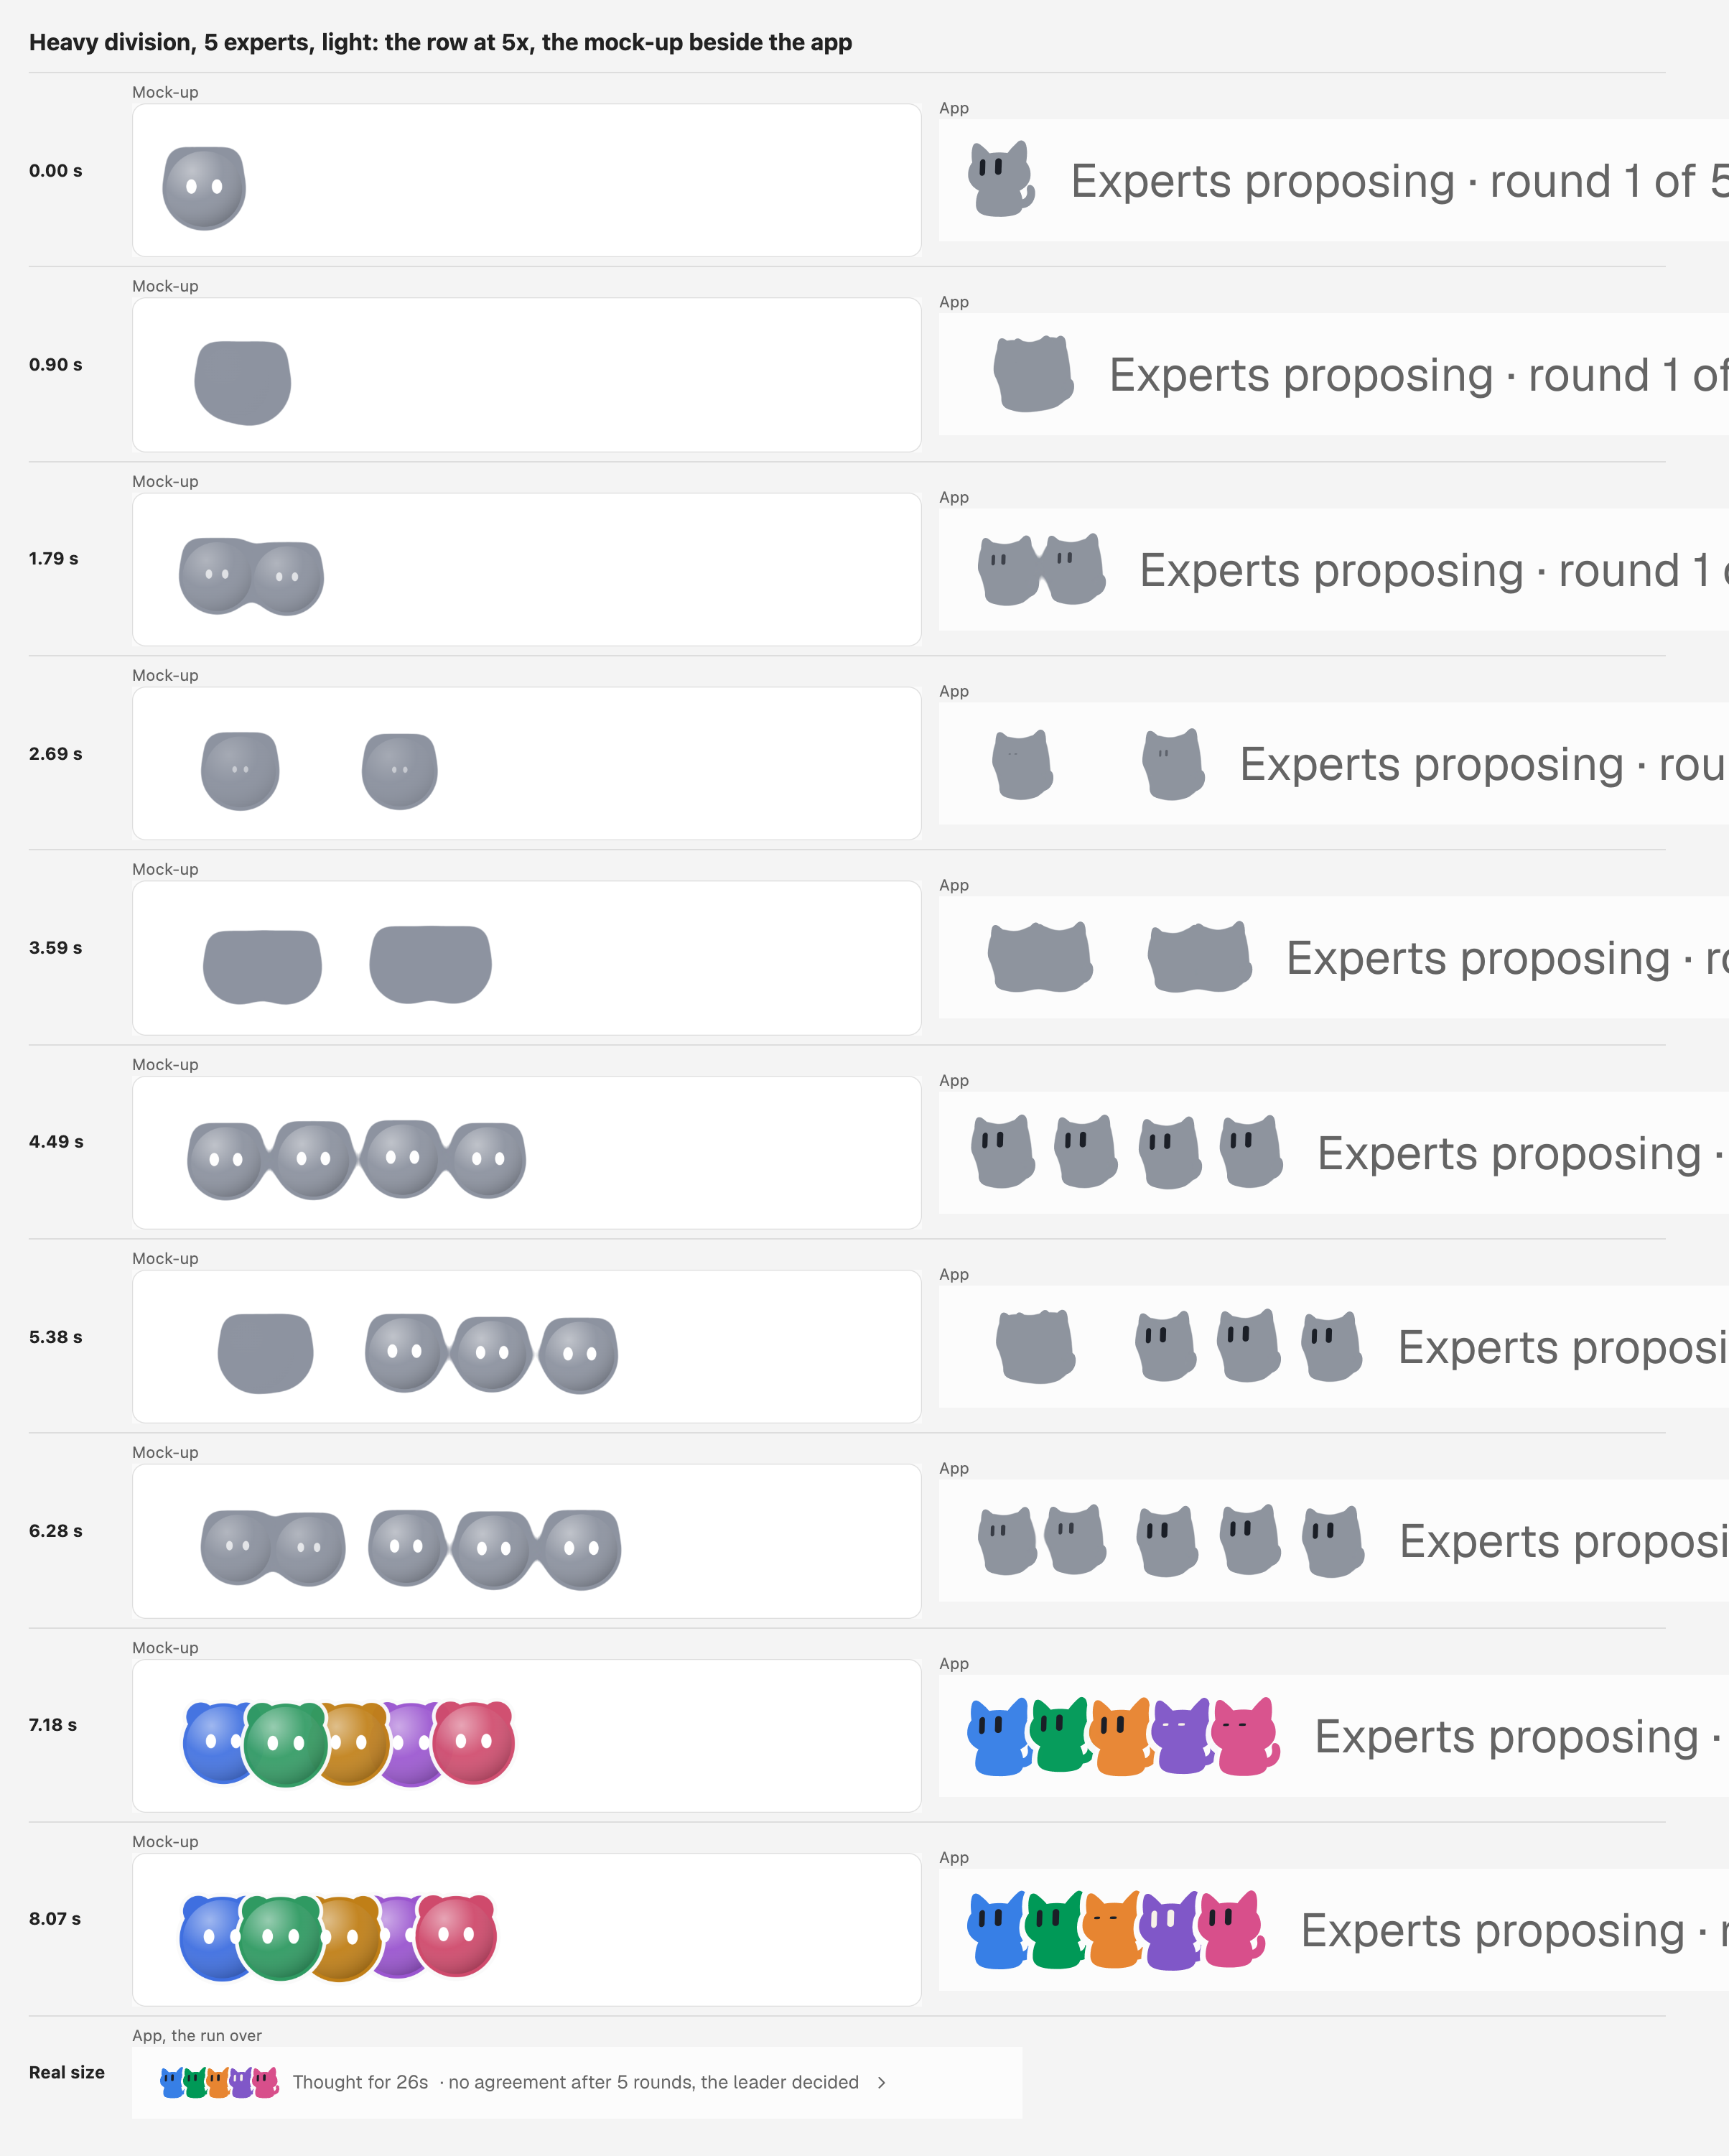 Heavy division, 5 experts, light: the row at 5x, the mock-up beside the app
Mock-up
App
0.00 s
Experts proposing · round 1 of 5
Mock-up
App
0.90 s
Experts proposing · round 1 of
Mock-up
App
1.79 s
Experts proposing · round 1
Mock-up
App
2.69 s
Experts proposing · rou
Mock-up
App
3.59 s
Experts proposing · ro
Mock-up
App
4.49 s
Experts proposing ·
Mock-up
App
5.38 s
Experts proposi
Mock-up
App
6.28 s
Experts proposi
Mock-up
App
7.18 s
Experts proposing ·
Mock-up
App
8.07 s
Experts proposing · r
App, the run over
Real size
Thought for 26s · no agreement after 5 rounds, the leader decided